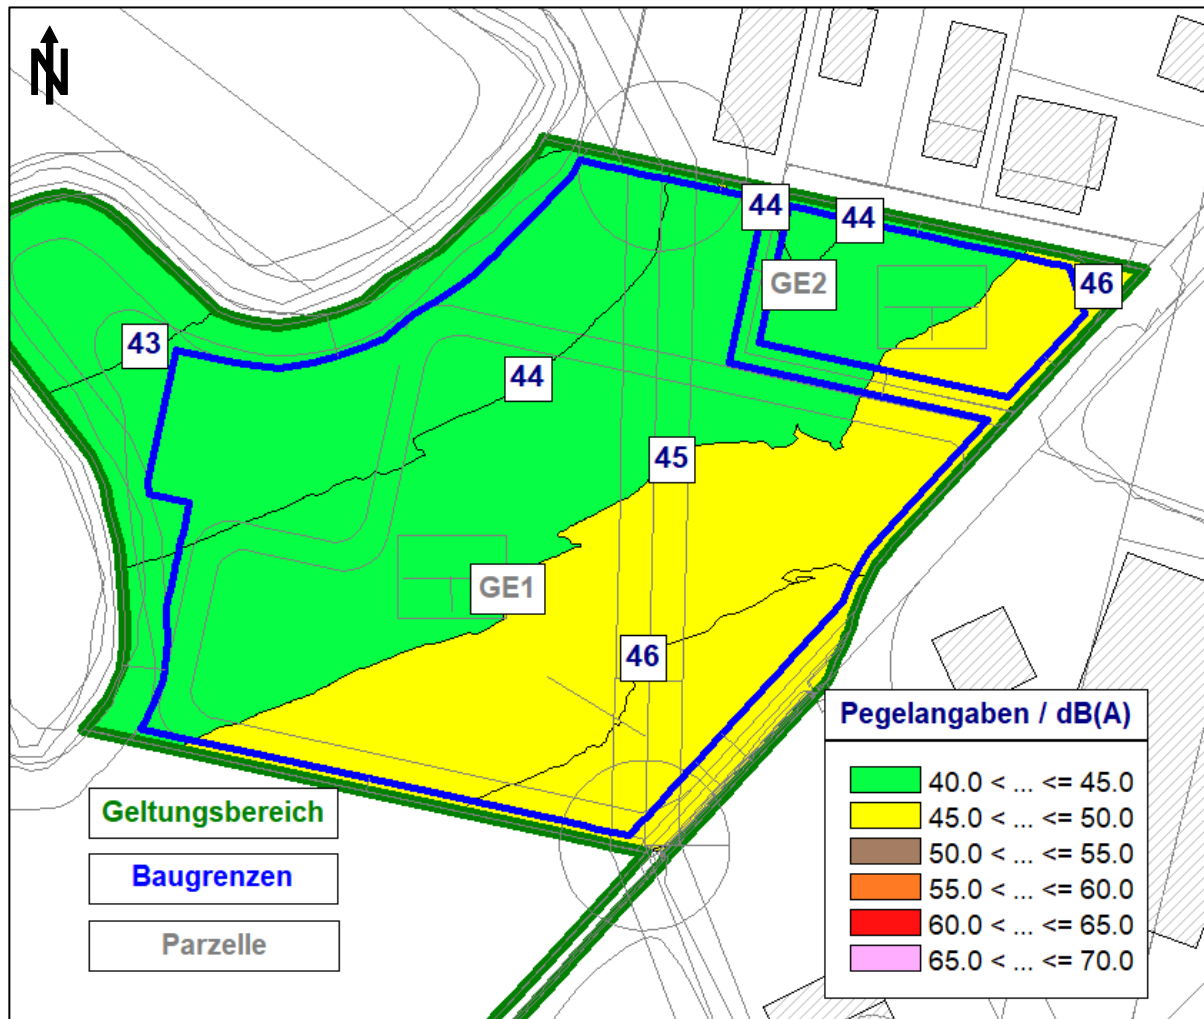 N
44
44
46
GE2
43
44
45
GE1
46
Pegelangaben / dB(A)
40.0 < ... <= 45.0
45.0 < ... <= 50.0
50.0 < ... <= 55.0
55.0 < ... <= 60.0
60.0 < ... <= 65.0
65.0 < ... <= 70.0
Geltungsbereich
Baugrenzen
Parzelle